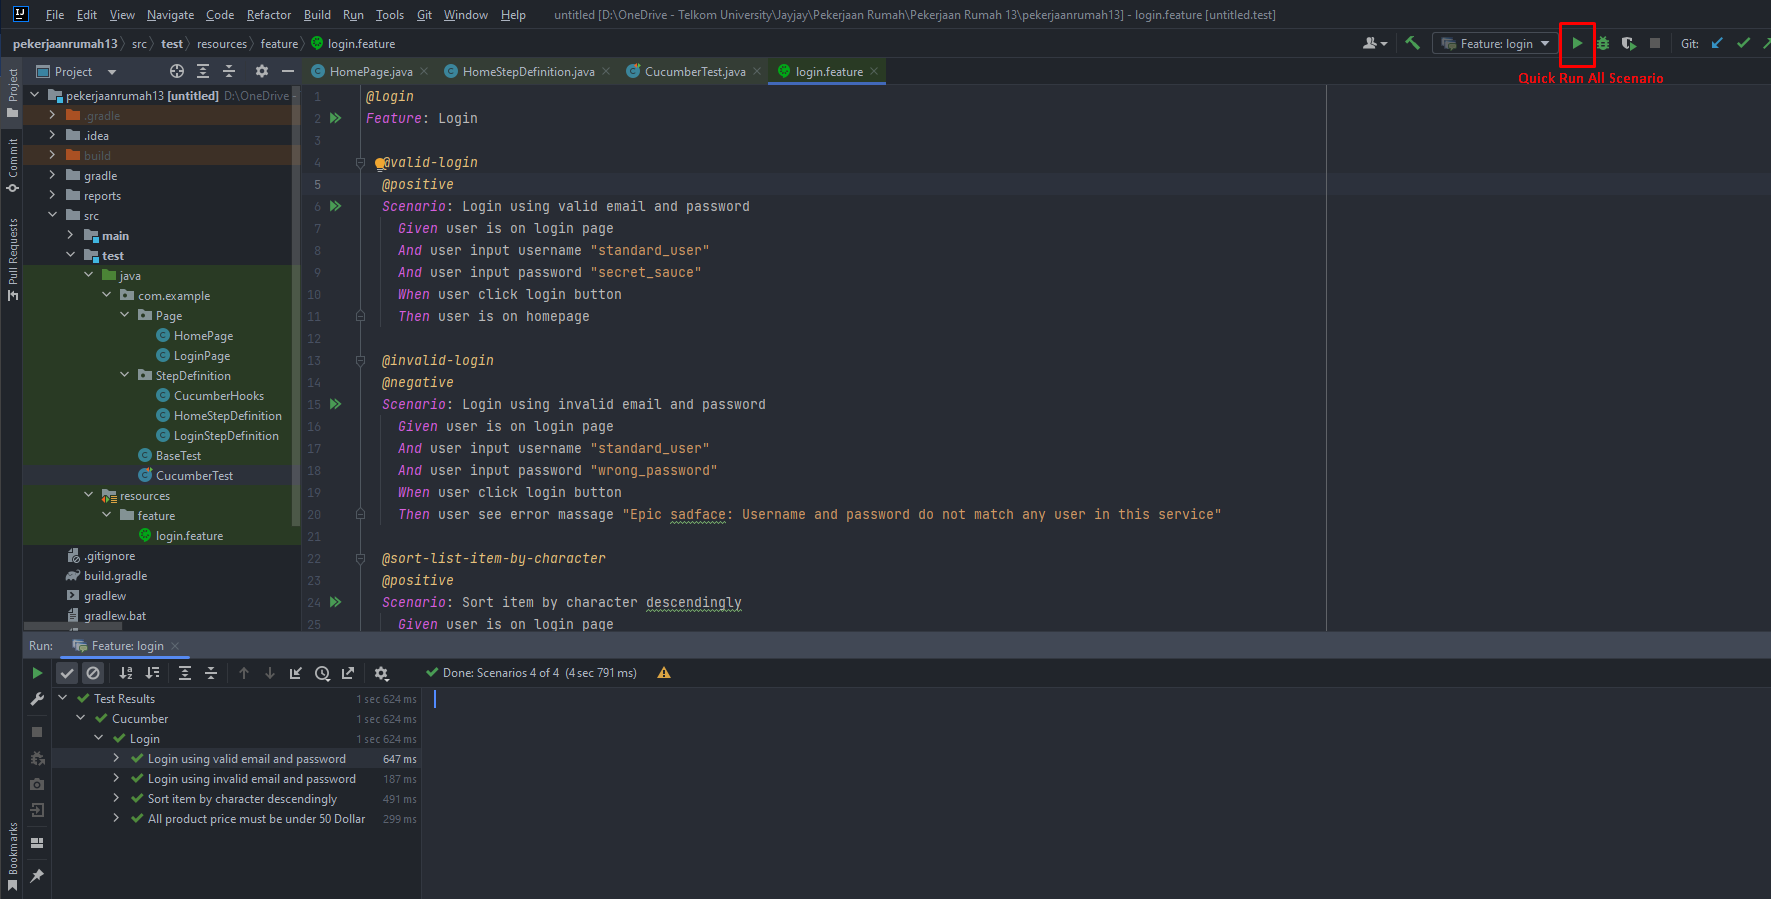 File Edit View Navigate Code Refactor Build Run Tools Git Window Help untitled [D:\OneDrive - Telkom University\Jayjay\Pekerjaan Rumah\Pekerjaan Rumah 13\pekerjaanrumah13] - login.feature [untitled.test]
pekerjaanrumah13 src test resources feature login.feature Feature: login Git:
Quick Run All Scenario
Project
HomePage.java HomeStepDefinition.java CucumberTest.java login.feature
Project
Commit
Pull Requests
Bookmarks
pekerjaanrumah13 [untitled] D:\OneDrive -
.gradle
.idea
build
gradle
reports
src
main
test
java
com.example
Page
HomePage
LoginPage
StepDefinition
CucumberHooks
HomeStepDefinition
LoginStepDefinition
BaseTest
CucumberTest
resources
feature
login.feature
.gitignore
build.gradle
gradlew
gradlew.bat
1 @login
2 Feature: Login
3
4 @valid-login
5 @positive
6 Scenario: Login using valid email and password
7 Given user is on login page
8 And user input username "standard_user"
9 And user input password "secret_sauce"
10 When user click login button
11 Then user is on homepage
12
13 @invalid-login
14 @negative
15 Scenario: Login using invalid email and password
16 Given user is on login page
17 And user input username "standard_user"
18 And user input password "wrong_password"
19 When user click login button
20 Then user see error massage "Epic sadface: Username and password do not match any user in this service"
21
22 @sort-list-item-by-character
23 @positive
24 Scenario: Sort item by character descendingly
25 Given user is on login page
Run: Feature: login
Done: Scenarios 4 of 4 (4 sec 791 ms)
Test Results 1 sec 624 ms
Cucumber 1 sec 624 ms
Login 1 sec 624 ms
Login using valid email and password 647 ms
Login using invalid email and password 187 ms
Sort item by character descendingly 491 ms
All product price must be under 50 Dollar 299 ms